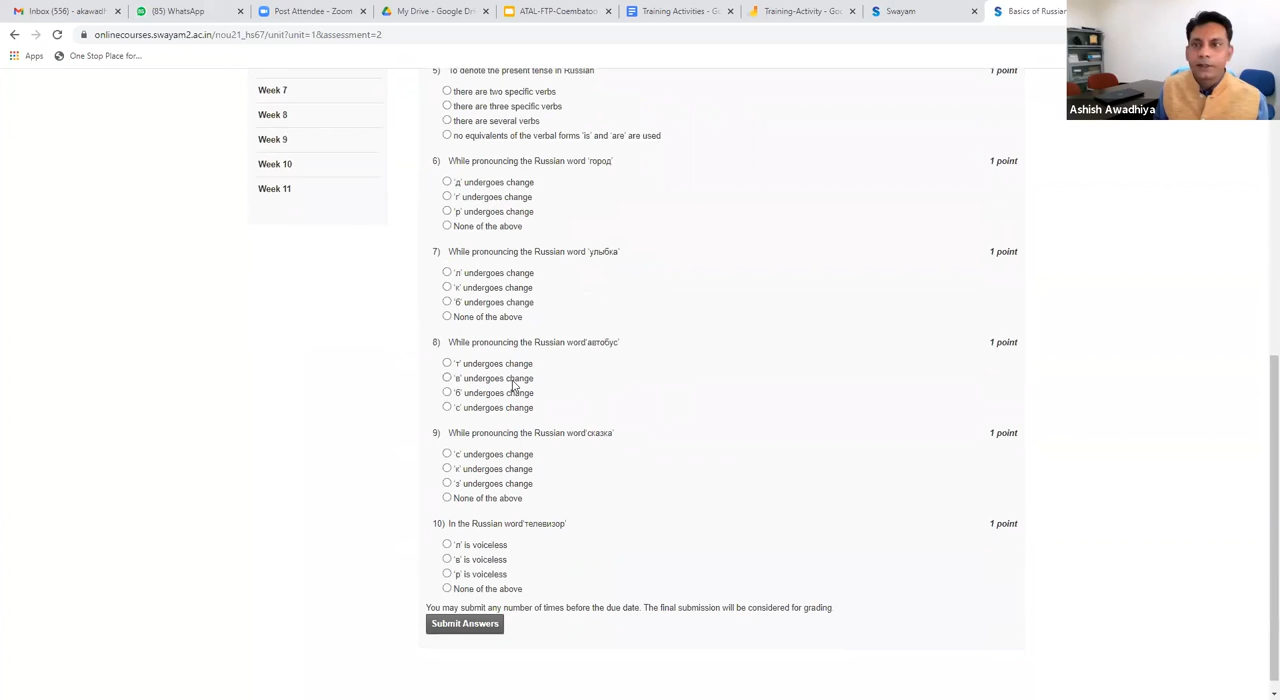 Inbox (556) - akawadh
(85) WhatsApp
Post Attendee - Zoom
My Drive - Google Dri
ATAL-FTP-Coembatoo
Training Activities - Go
Training-Activity - Gou
Swayam
Basics of Russian
onlinecourses.swayam2.ac.in/nou21_hs67/unit?unit=1&assessment=2
Apps
One Stop Place for...
Ashish Awadhiya
Week 7
Week 8
Week 9
Week 10
Week 11
5) To denote the present tense in Russian 1 point
there are two specific verbs
there are three specific verbs
there are several verbs
no equivalents of the verbal forms 'is' and 'are' are used
6) While pronouncing the Russian word 'город' 1 point
'д' undergoes change
'г' undergoes change
'р' undergoes change
None of the above
7) While pronouncing the Russian word 'улыбка' 1 point
'л' undergoes change
'к' undergoes change
'б' undergoes change
None of the above
8) While pronouncing the Russian word'автобус' 1 point
'т' undergoes change
'в' undergoes change
'б' undergoes change
'с' undergoes change
9) While pronouncing the Russian word'сказка' 1 point
'с' undergoes change
'к' undergoes change
'з' undergoes change
None of the above
10) In the Russian word'телевизор' 1 point
'л' is voiceless
'в' is voiceless
'р' is voiceless
None of the above
You may submit any number of times before the due date. The final submission will be considered for grading.
Submit Answers